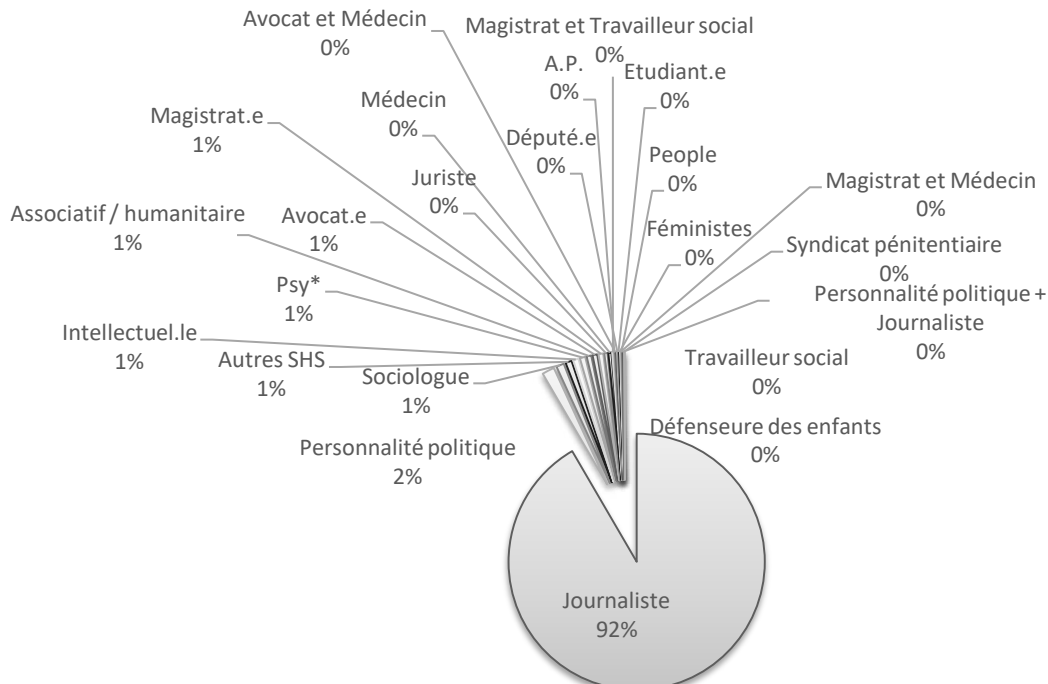 Avocat et Médecin
0%
Magistrat et Travailleur social
0%
A.P.
0%
Etudiant.e
0%
Médecin
0%
Magistrat.e
1%
Député.e
0%
People
0%
Juriste
0%
Magistrat et Médecin
0%
Associatif / humanitaire
1%
Avocat.e
1%
Féministes
0%
Syndicat pénitentiaire
0%
Psy*
1%
Personnalité politique +
Journaliste
0%
Intellectuel.le
1%
Autres SHS
1%
Sociologue
1%
Travailleur social
0%
Personnalité politique
2%
Défenseure des enfants
0%
Journaliste
92%